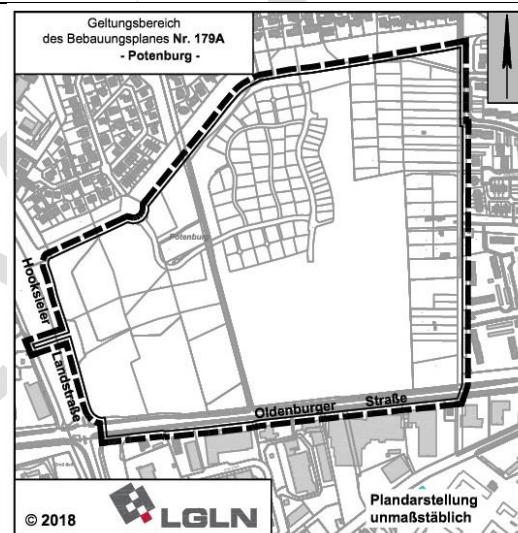 Geltungsbereich
des Bebauungsplanes Nr. 179A
- Potenburg -
Potenburg
Hooksieler
Landstraße
Oldenburger Straße
© 2018
LGLN
Plandarstellung
unmaßstäblich